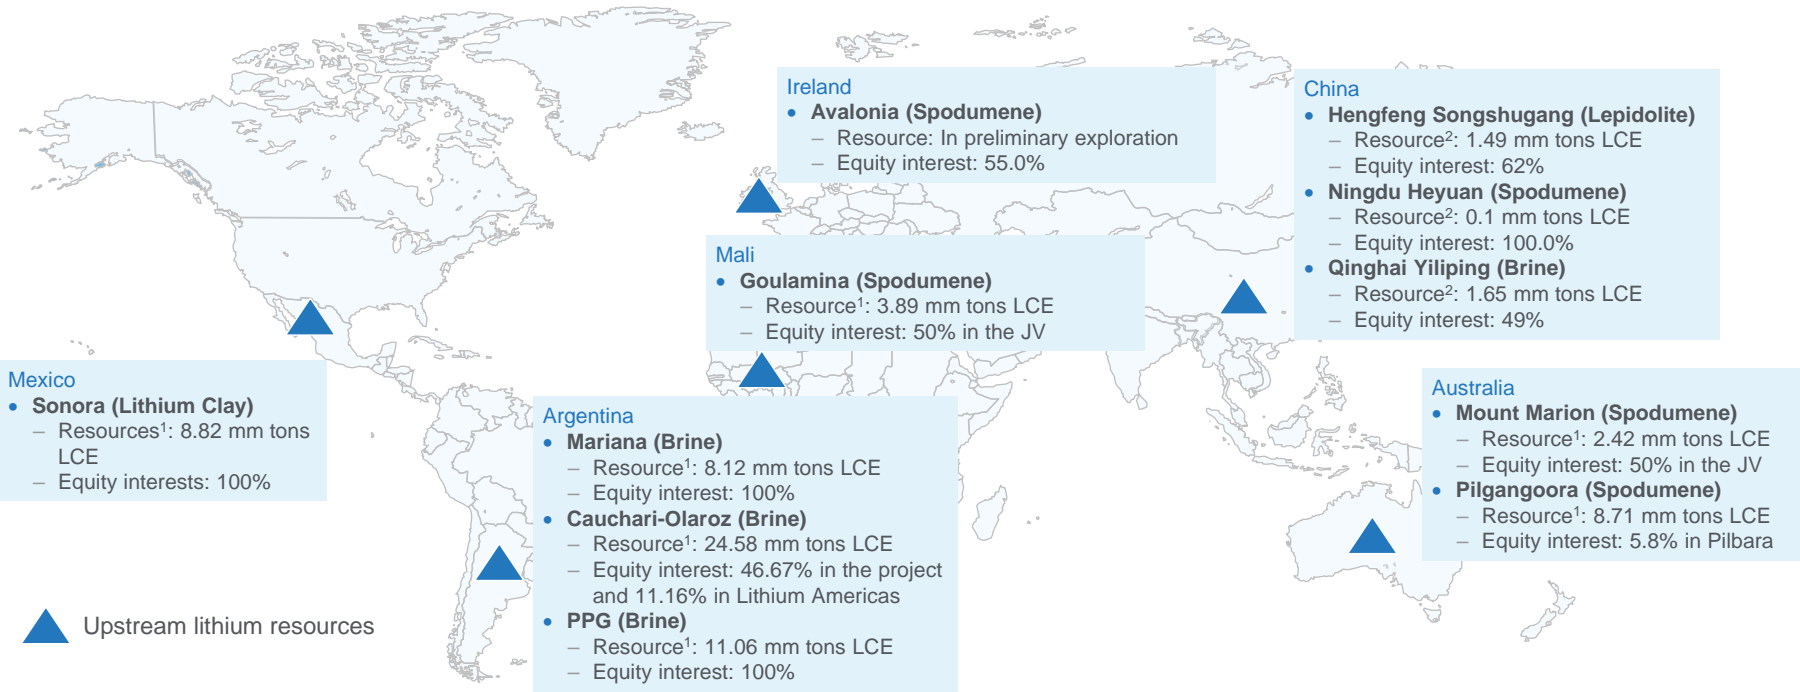 Ireland
• Avalonia (Spodumene)
– Resource: In preliminary exploration
– Equity interest: 55.0%
China
• Hengfeng Songshugang (Lepidolite)
– Resource²: 1.49 mm tons LCE
– Equity interest: 62%
• Ningdu Heyuan (Spodumene)
– Resource²: 0.1 mm tons LCE
– Equity interest: 100.0%
• Qinghai Yiliping (Brine)
– Resource²: 1.65 mm tons LCE
– Equity interest: 49%
Mali
• Goulamina (Spodumene)
– Resource¹: 3.89 mm tons LCE
– Equity interest: 50% in the JV
Mexico
• Sonora (Lithium Clay)
– Resources¹: 8.82 mm tons
LCE
– Equity interests: 100%
Argentina
• Mariana (Brine)
– Resource¹: 8.12 mm tons LCE
– Equity interest: 100%
• Cauchari-Olaroz (Brine)
– Resource¹: 24.58 mm tons LCE
– Equity interest: 46.67% in the project
and 11.16% in Lithium Americas
• PPG (Brine)
– Resource¹: 11.06 mm tons LCE
– Equity interest: 100%
Australia
• Mount Marion (Spodumene)
– Resource¹: 2.42 mm tons LCE
– Equity interest: 50% in the JV
• Pilgangoora (Spodumene)
– Resource¹: 8.71 mm tons LCE
– Equity interest: 5.8% in Pilbara
Upstream lithium resources